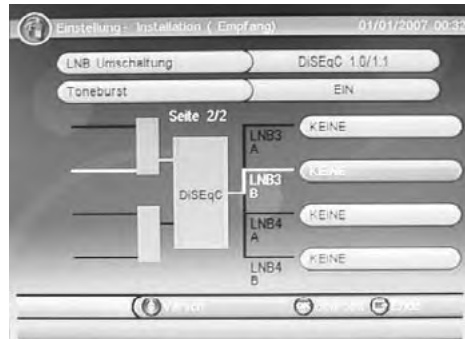 Einstellung - Installation ( Empfang) 01/01/2007 00:32
LNB Umschaltung DiSEqC 1.0/1.1
Toneburst EIN
Seite 2/2
LNB3 A KEINE
DiSEqC
LNB3 B KEINE
LNB4 A KEINE
LNB4 B KEINE
Ende